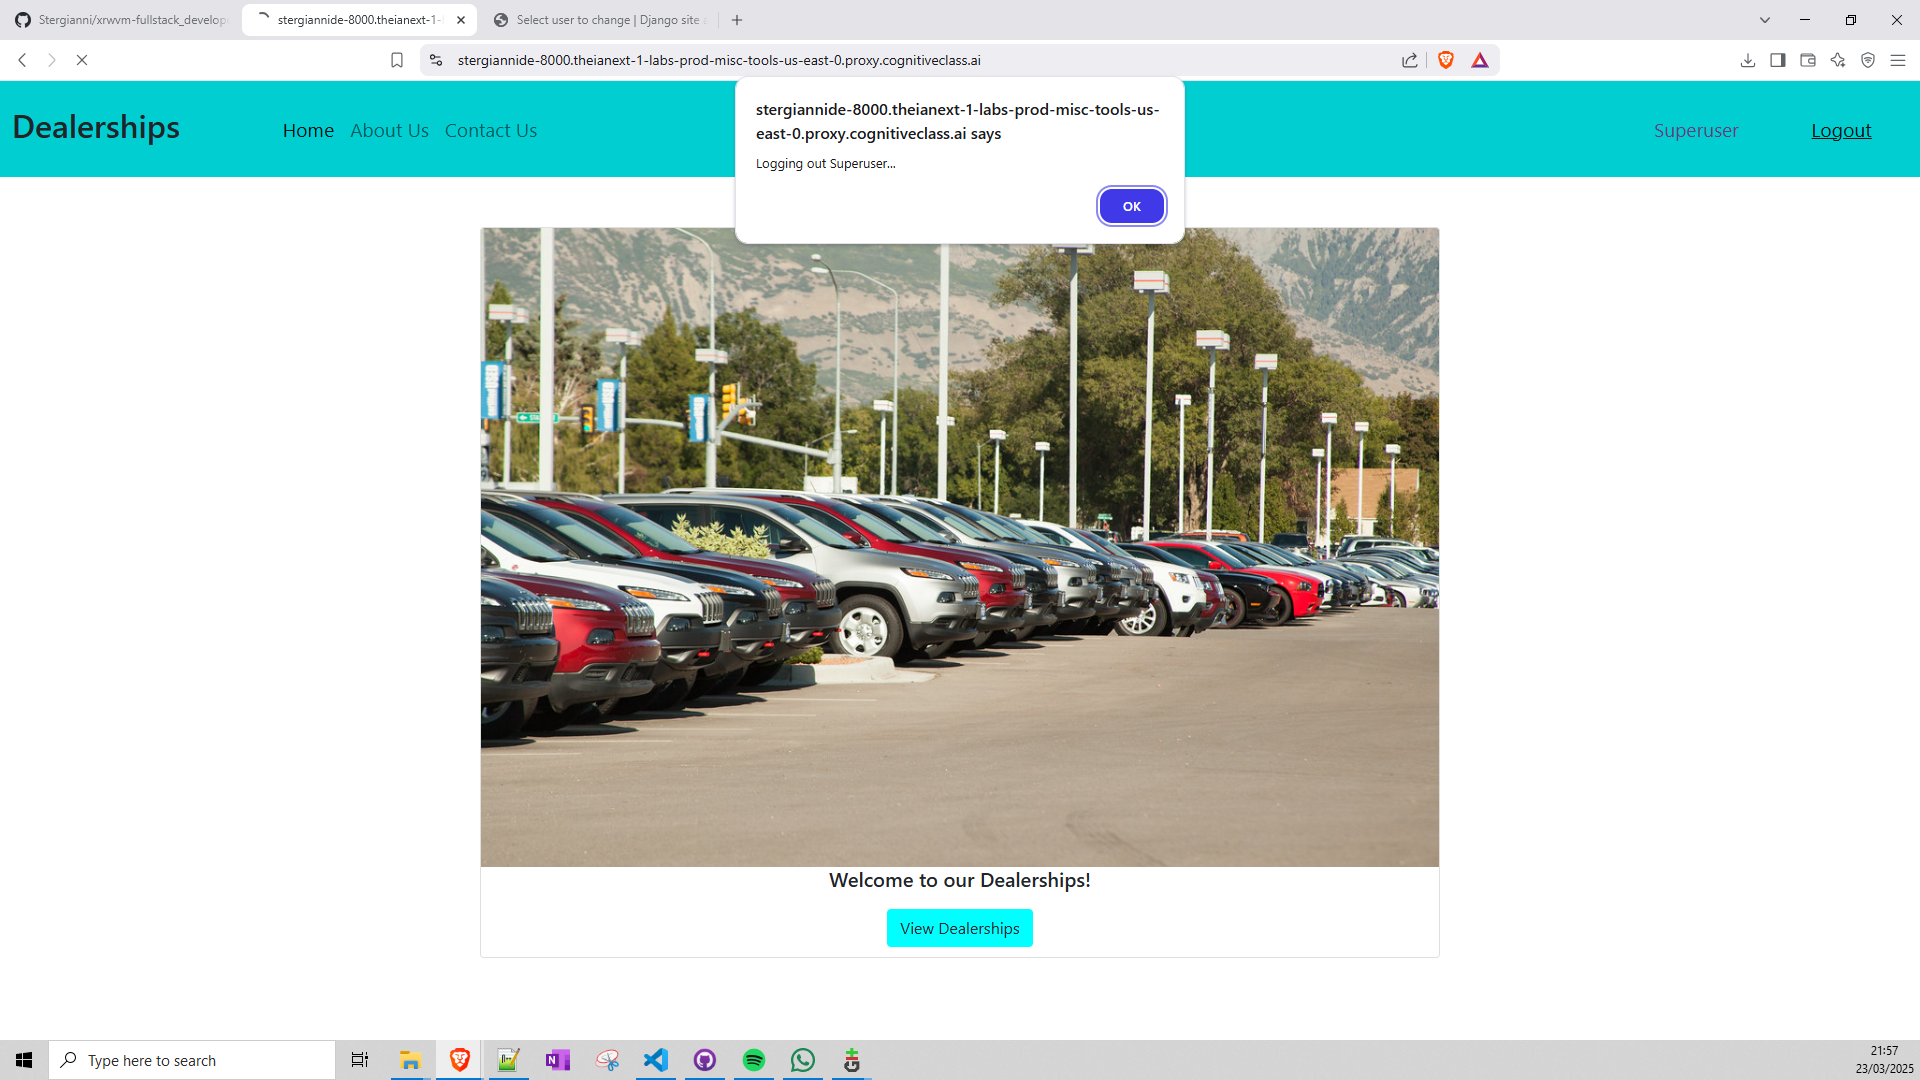 Stergianni/xrwvm-fullstack_develop
stergiannide-8000.theianext-1-l
Select user to change | Django site a
stergiannide-8000.theianext-1-labs-prod-misc-tools-us-east-0.proxy.cognitiveclass.ai
stergiannide-8000.theianext-1-labs-prod-misc-tools-us-
east-0.proxy.cognitiveclass.ai says
Logging out Superuser...
OK
Dealerships
Home
About Us
Contact Us
Superuser
Logout
Welcome to our Dealerships!
View Dealerships
Type here to search
21:57
23/03/2025